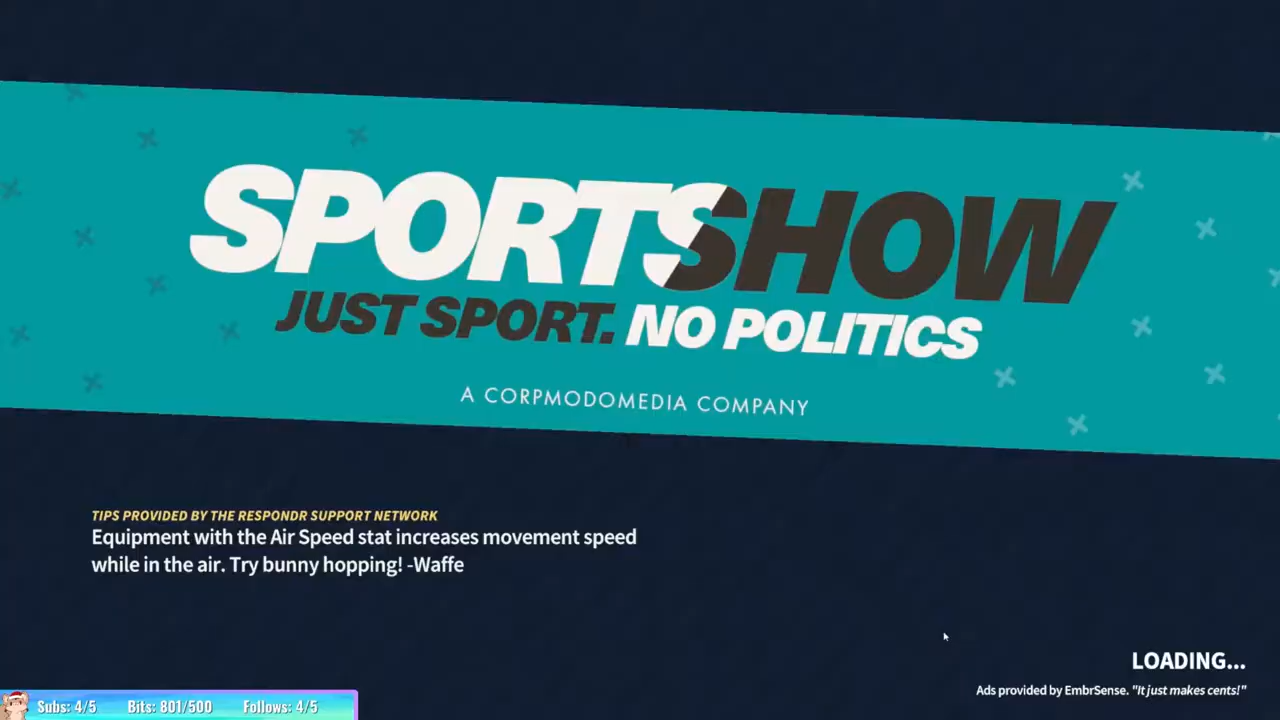 SPORTSHOW
JUST SPORT. NO POLITICS
A CORPMODOMEDIA COMPANY
TIPS PROVIDED BY THE RESPONDR SUPPORT NETWORK
Equipment with the Air Speed stat increases movement speed
while in the air. Try bunny hopping! -Waffe
LOADING...
Ads provided by EmbrSense. "It just makes cents!"
Subs: 4/5 Bits: 801/500 Follows: 4/5